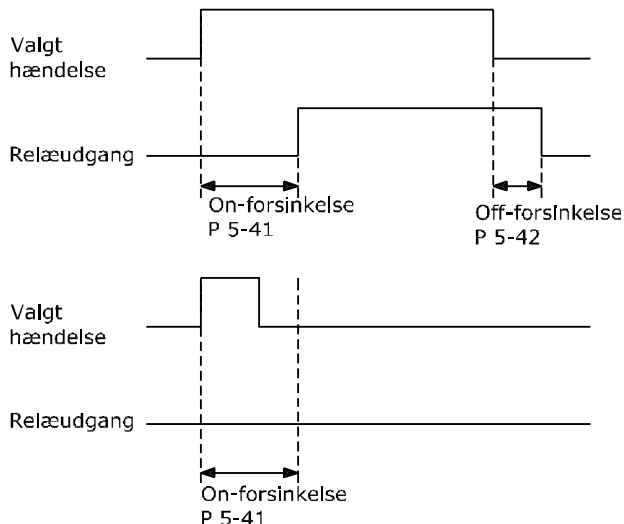 Valgt
hændelse
Relæudgang
On-forsinkelse
P 5-41
Off-forsinkelse
P 5-42
Valgt
hændelse
Relæudgang
On-forsinkelse
P 5-41